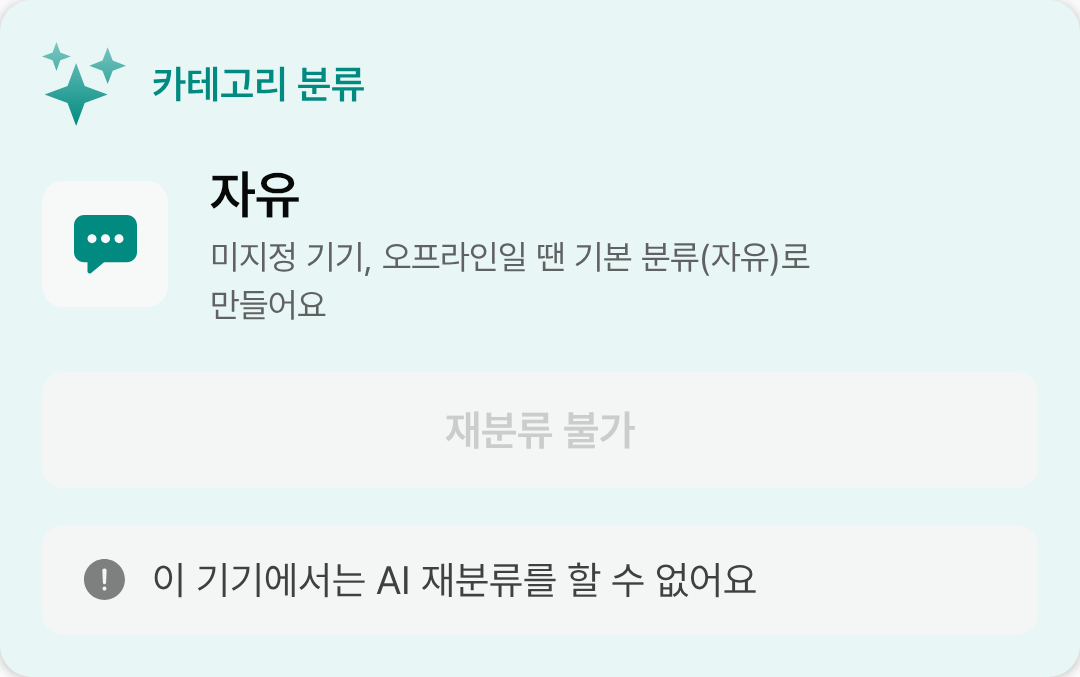 카테고리 분류
자유
미지정 기기, 오프라인일 땐 기본 분류(자유)로
만들어요
재분류 불가
이 기기에서는 AI 재분류를 할 수 없어요